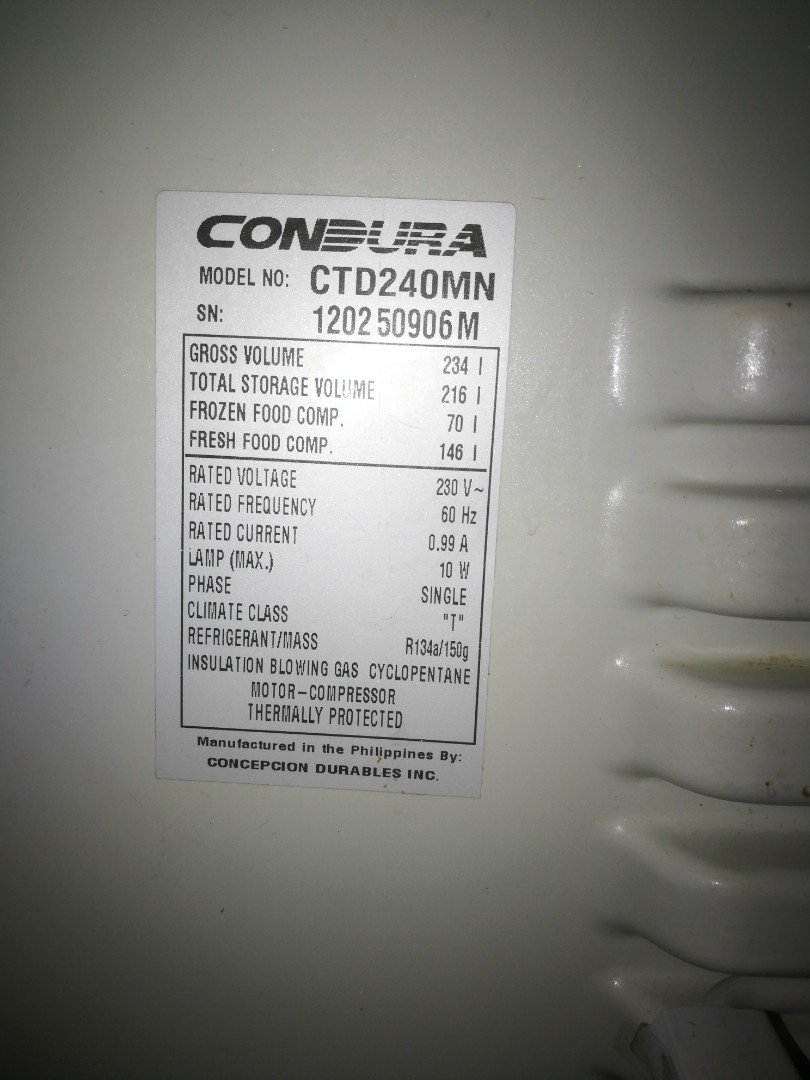 CONDURA
MODEL NO: CTD240MN
SN: 120250906M
GROSS VOLUME 234 l
TOTAL STORAGE VOLUME 216 l
FROZEN FOOD COMP. 70 l
FRESH FOOD COMP. 146 l
RATED VOLTAGE 230 V~
RATED FREQUENCY 60 Hz
RATED CURRENT 0.99 A
LAMP (MAX.) 10 W
PHASE SINGLE
CLIMATE CLASS "T"
REFRIGERANT/MASS R134a/150g
INSULATION BLOWING GAS CYCLOPENTANE
MOTOR-COMPRESSOR
THERMALLY PROTECTED
Manufactured in the Philippines By:
CONCEPCION DURABLES INC.